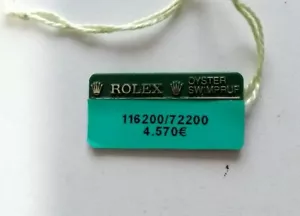 ROLEX
OYSTER
SWIMPRUF
116200/72200
4.570€